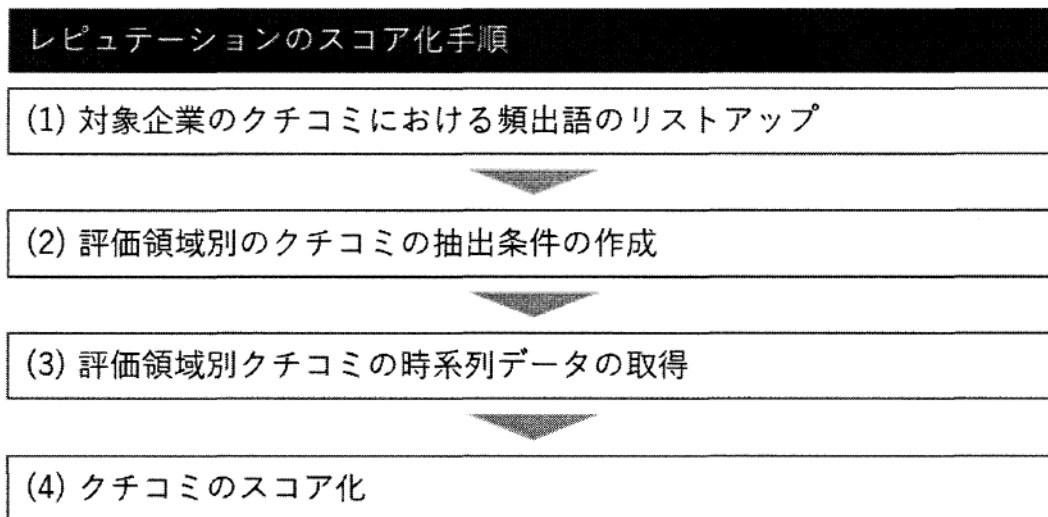 レピュテーションのスコア化手順
(1) 対象企業のクチコミにおける頻出語のリストアップ
(2) 評価領域別のクチコミの抽出条件の作成
(3) 評価領域別クチコミの時系列データの取得
(4) クチコミのスコア化